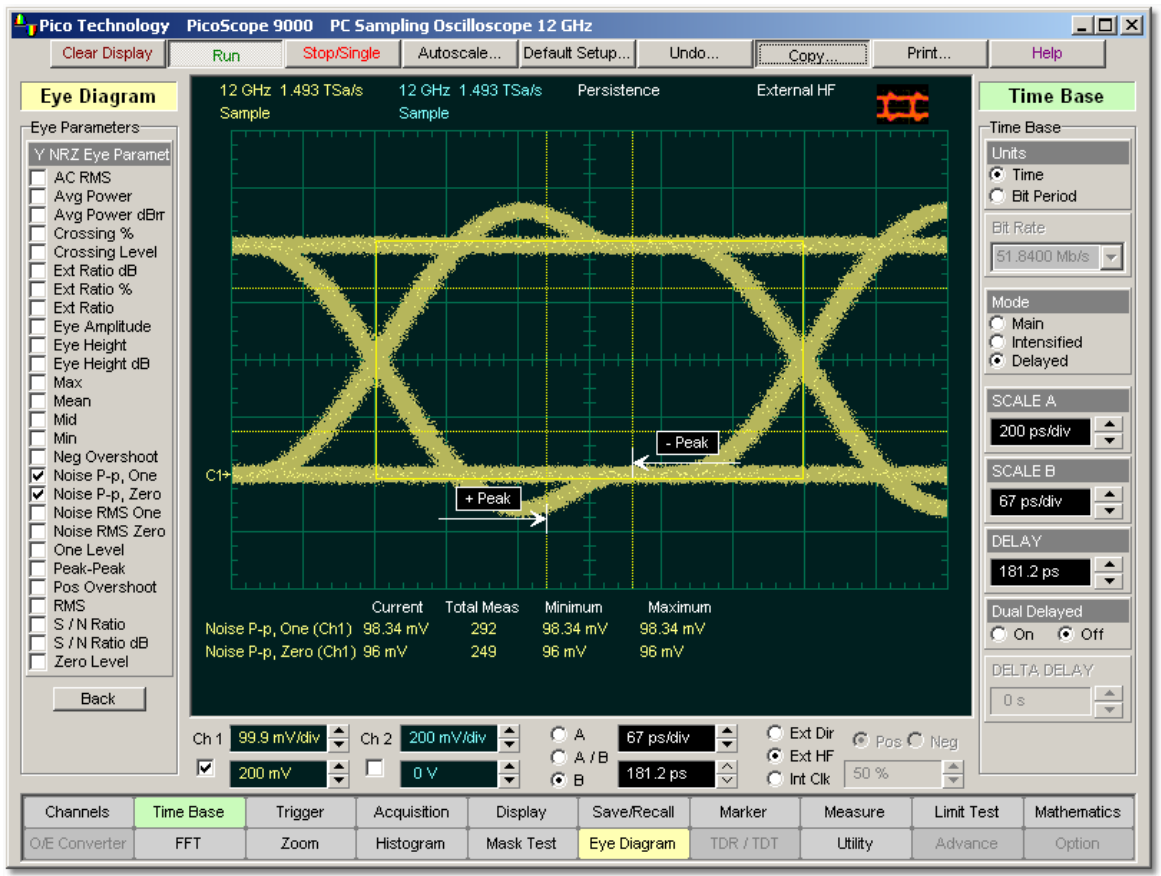 Pico Technology PicoScope 9000 PC Sampling Oscilloscope 12 GHz
Clear Display Run Stop/Single Autoscale... Default Setup... Undo... Copy... Print... Help
Eye Diagram
Eye Parameters
Y NRZ Eye Paramet
AC RMS
Avg Power
Avg Power dBm
Crossing %
Crossing Level
Ext Ratio dB
Ext Ratio %
Ext Ratio
Eye Amplitude
Eye Height
Eye Height dB
Max
Mean
Mid
Min
Neg Overshoot
Noise P-p, One
Noise P-p, Zero
Noise RMS One
Noise RMS Zero
One Level
Peak-Peak
Pos Overshoot
RMS
S / N Ratio
S / N Ratio dB
Zero Level
Back
12 GHz 1.493 TSa/s 12 GHz 1.493 TSa/s Persistence External HF
Sample Sample
- Peak
C1
+ Peak
Current Total Meas Minimum Maximum
Noise P-p, One (Ch1) 98.34 mV 292 98.34 mV 98.34 mV
Noise P-p, Zero (Ch1) 96 mV 249 96 mV 96 mV
Time Base
Time Base
Units
Time
Bit Period
Bit Rate
51.8400 Mb/s
Mode
Main
Intensified
Delayed
SCALE A
200 ps/div
SCALE B
67 ps/div
DELAY
181.2 ps
Dual Delayed
On Off
DELTA DELAY
0 s
Ch 1 99.9 mV/div Ch 2 200 mV/div A 67 ps/div Ext Dir Pos Neg
A / B Ext HF
200 mV 0 V B 181.2 ps Int Clk 50 %
Channels Time Base Trigger Acquisition Display Save/Recall Marker Measure Limit Test Mathematics
O/E Converter FFT Zoom Histogram Mask Test Eye Diagram TDR / TDT Utility Advance Option